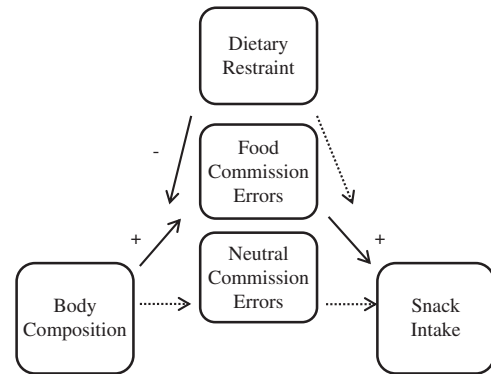 Dietary
Restraint
-
Food
Commission
Errors
+
+
Neutral
Commission
Errors
Body
Composition
Snack
Intake